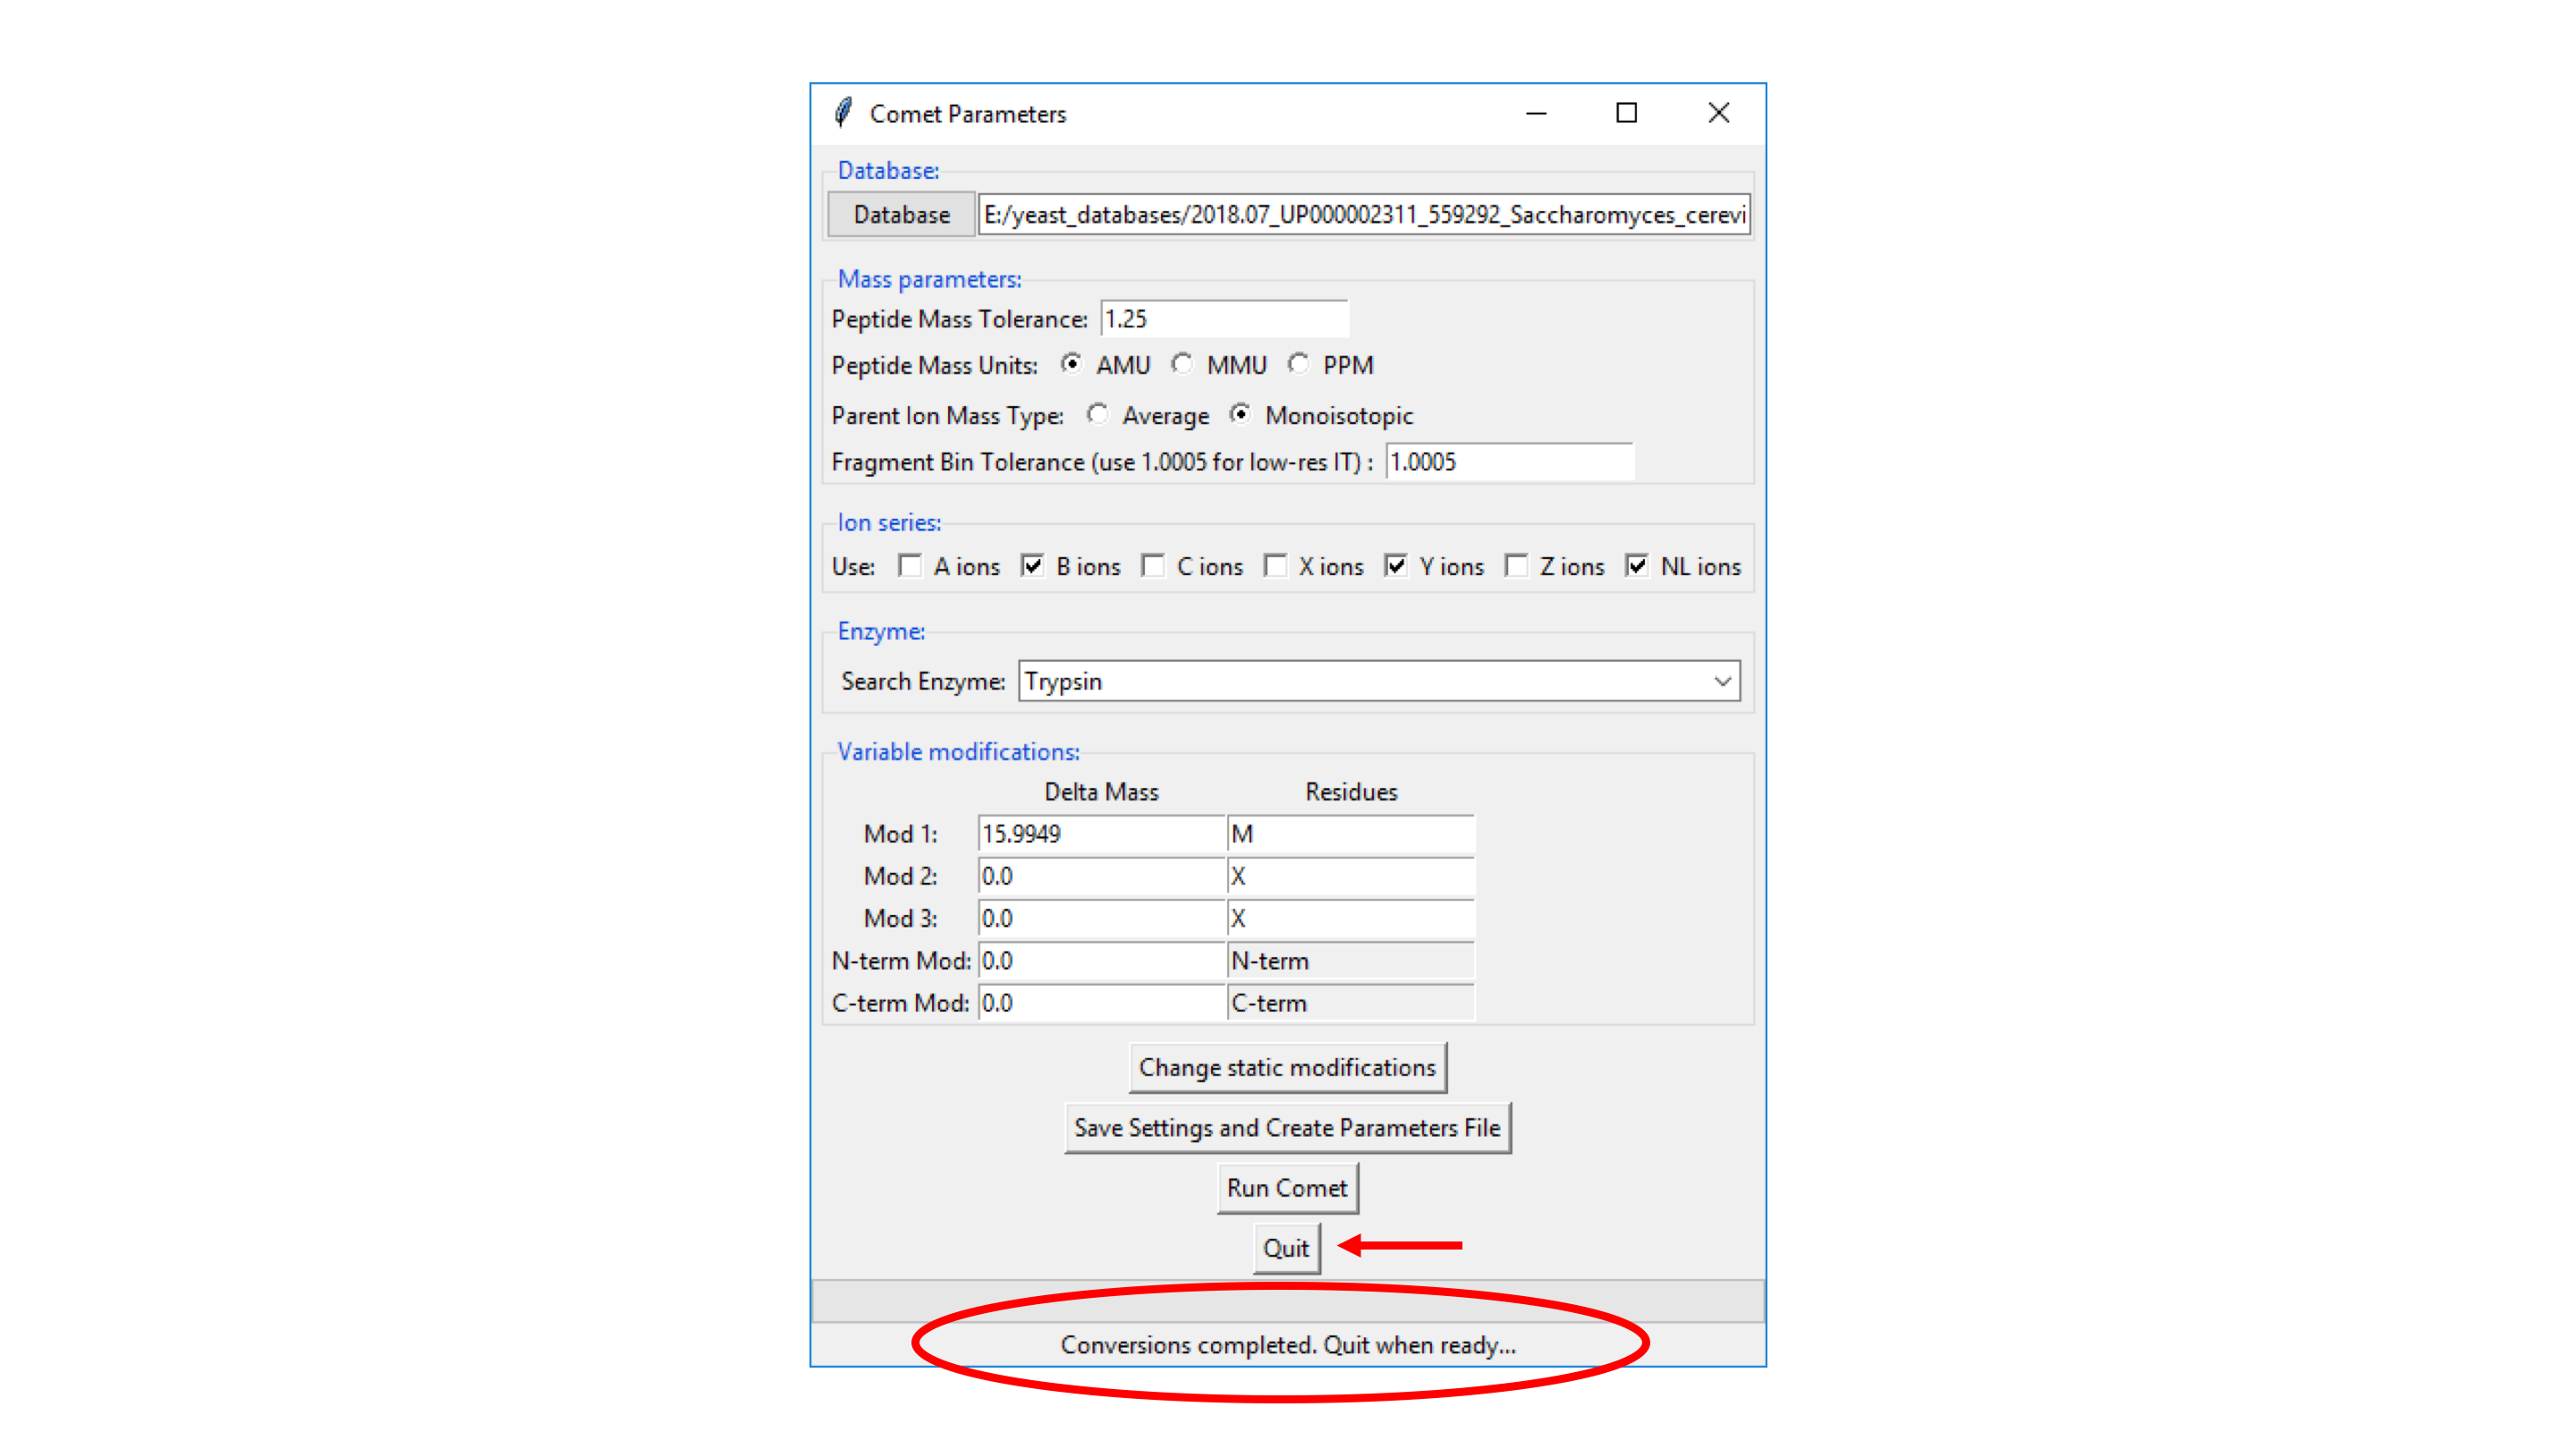 Comet Parameters
Database:
Database E:/yeast_databases/2018.07_UP000002311_559292_Saccharomyces_cerevi
Mass parameters:
Peptide Mass Tolerance: 1.25
Peptide Mass Units: AMU MMU PPM
Parent Ion Mass Type: Average Monoisotopic
Fragment Bin Tolerance (use 1.0005 for low-res IT) : 1.0005
Ion series:
Use: A ions B ions C ions X ions Y ions Z ions NL ions
Enzyme:
Search Enzyme: Trypsin
Variable modifications:
Delta Mass Residues
Mod 1: 15.9949 M
Mod 2: 0.0 X
Mod 3: 0.0 X
N-term Mod: 0.0 N-term
C-term Mod: 0.0 C-term
Change static modifications
Save Settings and Create Parameters File
Run Comet
Quit
Conversions completed. Quit when ready...